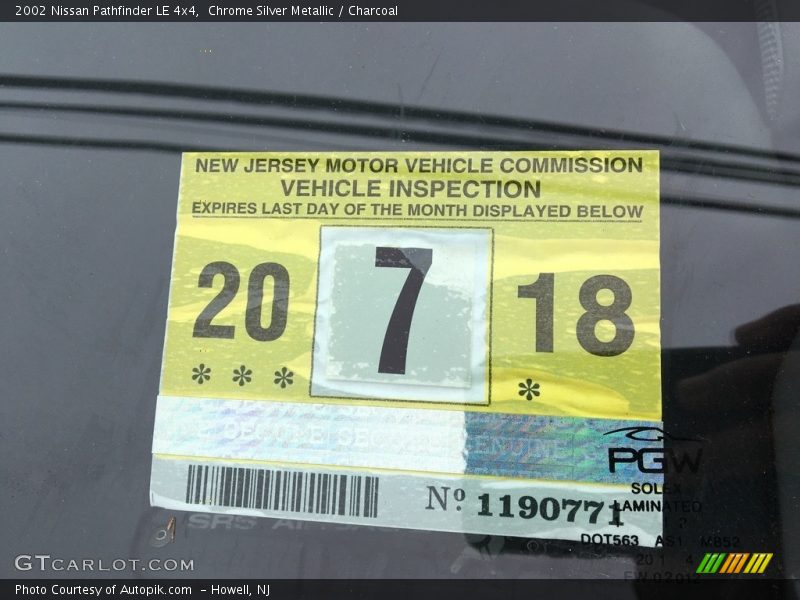 2002 Nissan Pathfinder LE 4x4, Chrome Silver Metallic / Charcoal
NEW JERSEY MOTOR VEHICLE COMMISSION
VEHICLE INSPECTION
EXPIRES LAST DAY OF THE MONTH DISPLAYED BELOW
20 7 18
* * * *
PGW
Nº 1190771
SOLEX
LAMINATED
DOT563 AS1 M852
GTCARLOT.COM
Photo Courtesy of Autopik.com - Howell, NJ